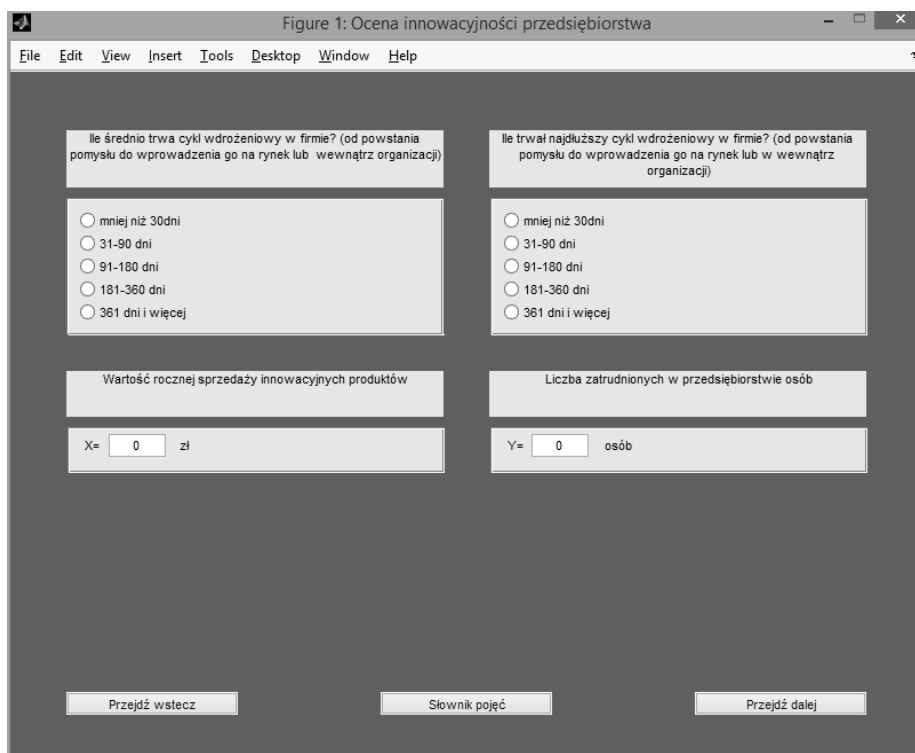 Figure 1: Ocena innowacyjności przedsiębiorstwa
File Edit View Insert Tools Desktop Window Help
Ile średnio trwa cykl wdrożeniowy w firmie? (od powstania
pomysłu do wprowadzenia go na rynek lub wewnątrz organizacji)
mniej niż 30dni
31-90 dni
91-180 dni
181-360 dni
361 dni i więcej
Ile trwał najdłuższy cykl wdrożeniowy w firmie? (od powstania
pomysłu do wprowadzenia go na rynek lub w wewnątrz
organizacji)
mniej niż 30dni
31-90 dni
91-180 dni
181-360 dni
361 dni i więcej
Wartość rocznej sprzedaży innowacyjnych produktów
X= 0 zł
Liczba zatrudnionych w przedsiębiorstwie osób
Y= 0 osób
Przejdź wstecz
Słownik pojęć
Przejdź dalej